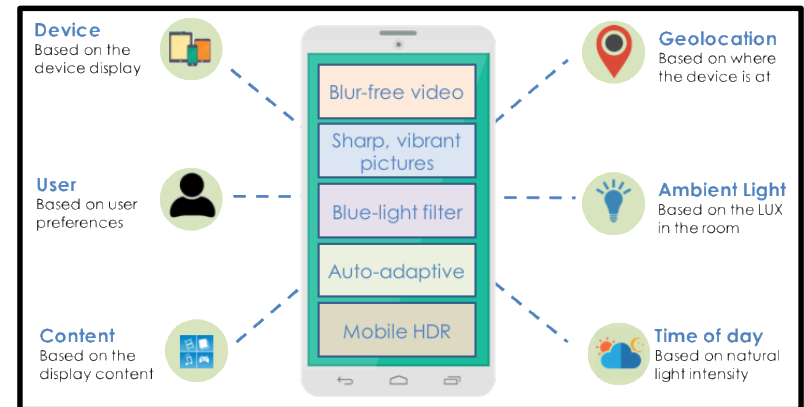 Device
Based on the
device display
User
Based on user
preferences
Content
Based on the
display content
Blur-free video
Sharp, vibrant
pictures
Blue-light filter
Auto-adaptive
Mobile HDR
Geolocation
Based on where
the device is at
Ambient Light
Based on the LUX
in the room
Time of day
Based on natural
light intensity